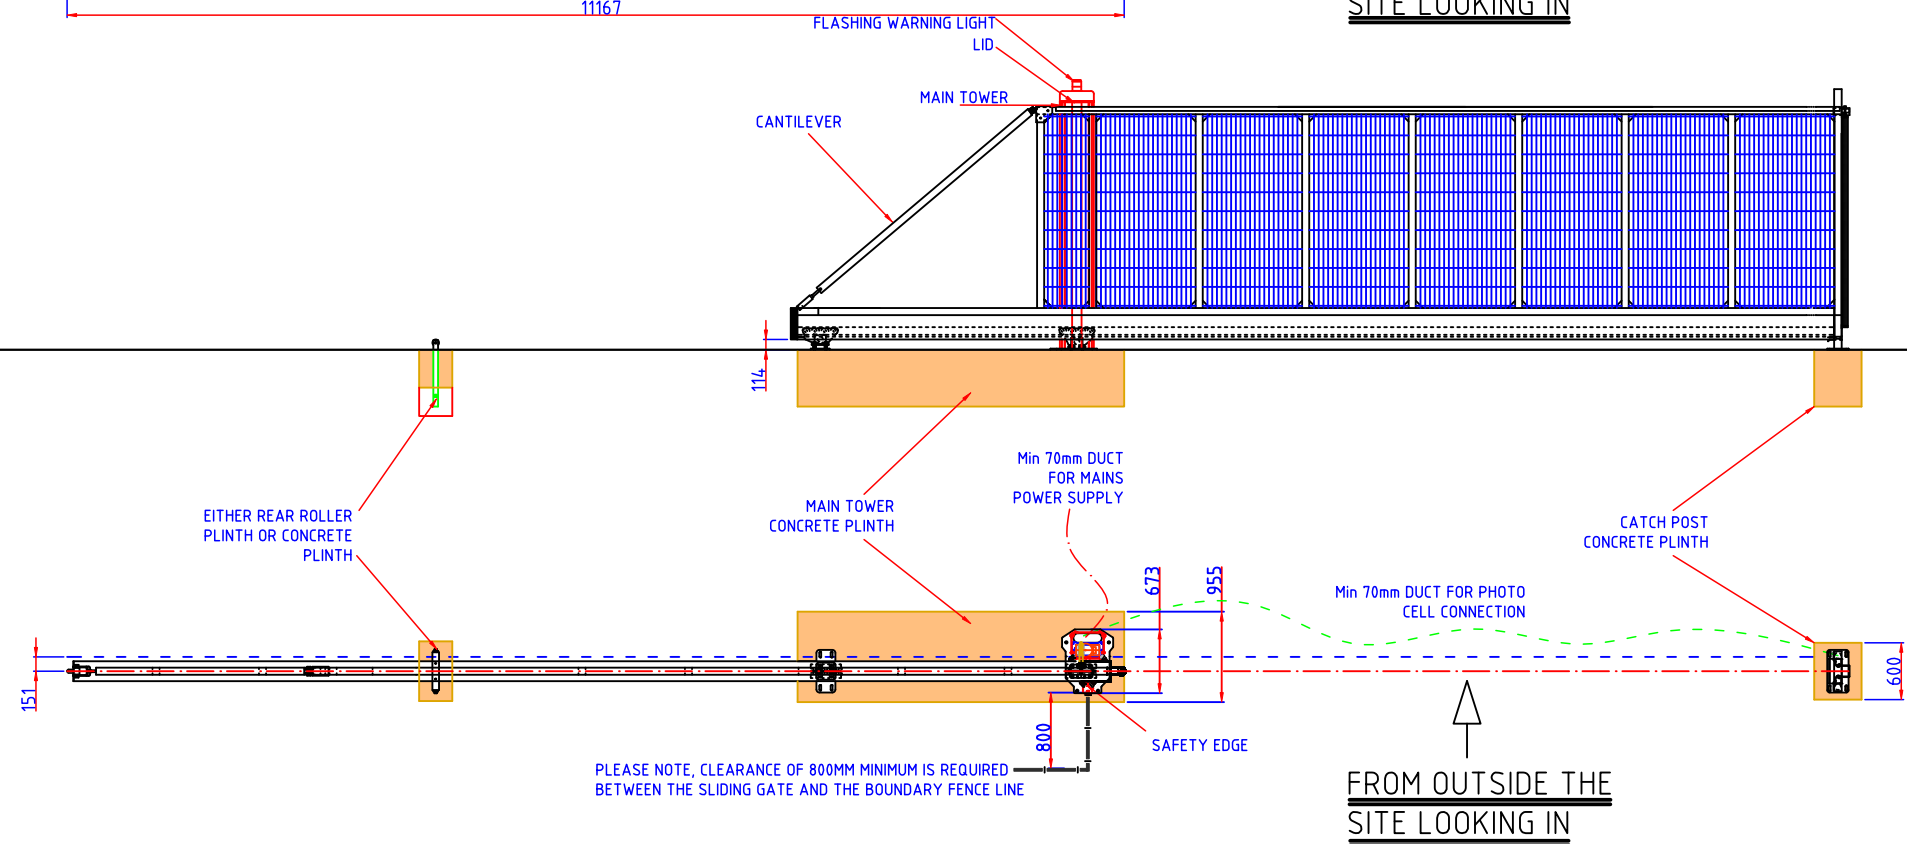 11167
SITE LOOKING IN
FLASHING WARNING LIGHT
LID
MAIN TOWER
CANTILEVER
114
Min 70mm DUCT
FOR MAINS
POWER SUPPLY
EITHER REAR ROLLER
PLINTH OR CONCRETE
PLINTH
MAIN TOWER
CONCRETE PLINTH
CATCH POST
CONCRETE PLINTH
673
955
Min 70mm DUCT FOR PHOTO
CELL CONNECTION
151
600
800
SAFETY EDGE
PLEASE NOTE, CLEARANCE OF 800MM MINIMUM IS REQUIRED
BETWEEN THE SLIDING GATE AND THE BOUNDARY FENCE LINE
FROM OUTSIDE THE
SITE LOOKING IN